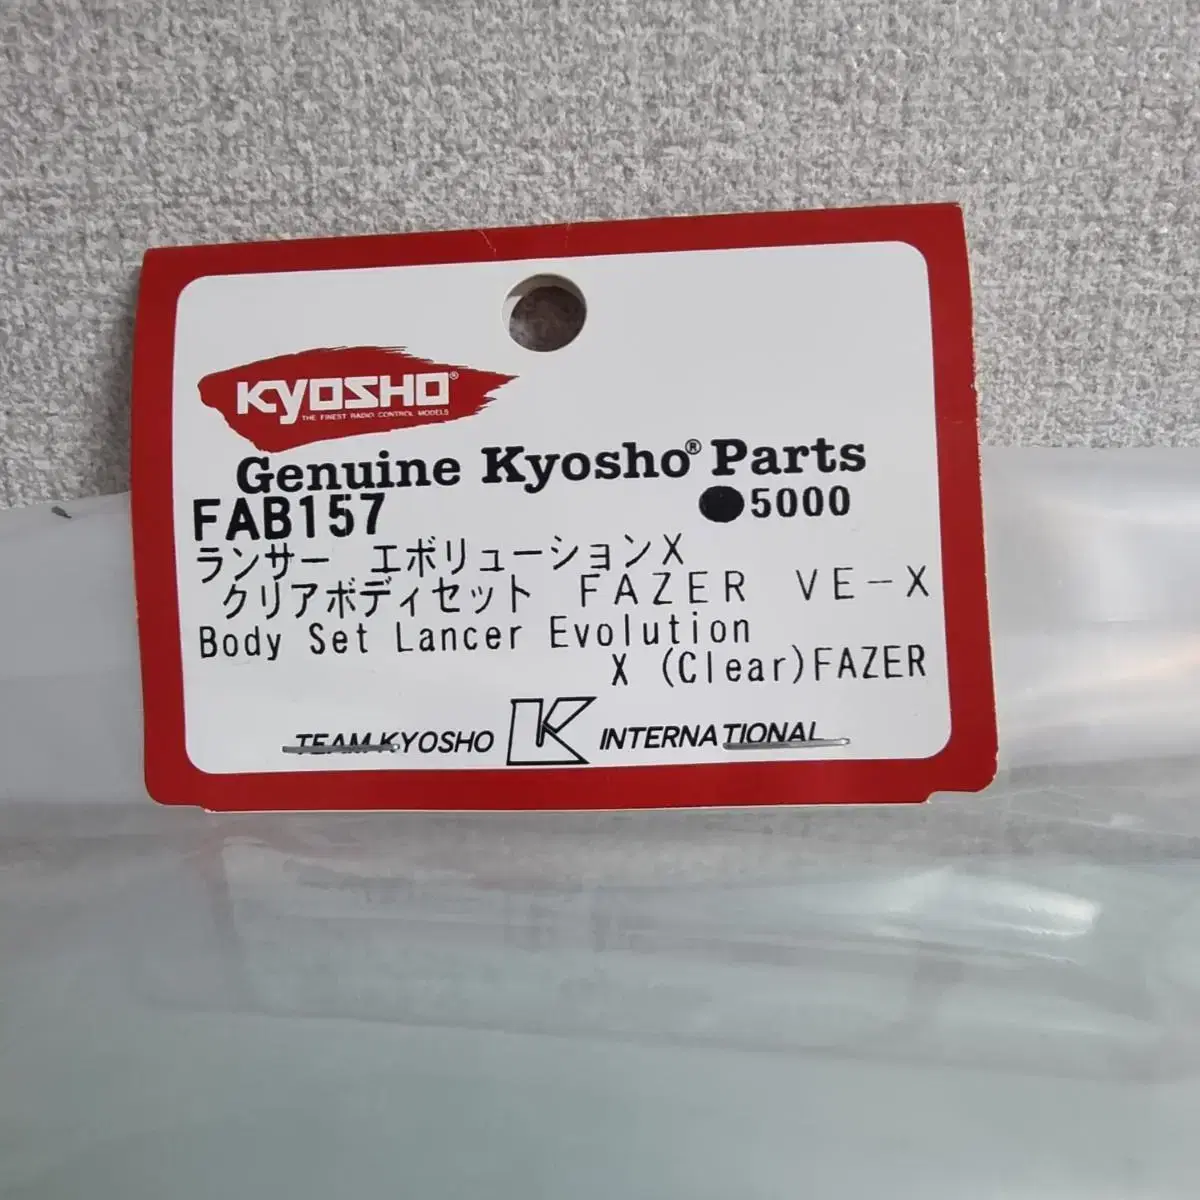 KYOSHO®
THE FINEST RADIO CONTROL MODELS
Genuine Kyosho® Parts
FAB157 ●5000
ランサー エボリューションX
クリアボディセット FAZER VE-X
Body Set Lancer Evolution
X (Clear)FAZER
TEAM KYOSHO K INTERNATIONAL